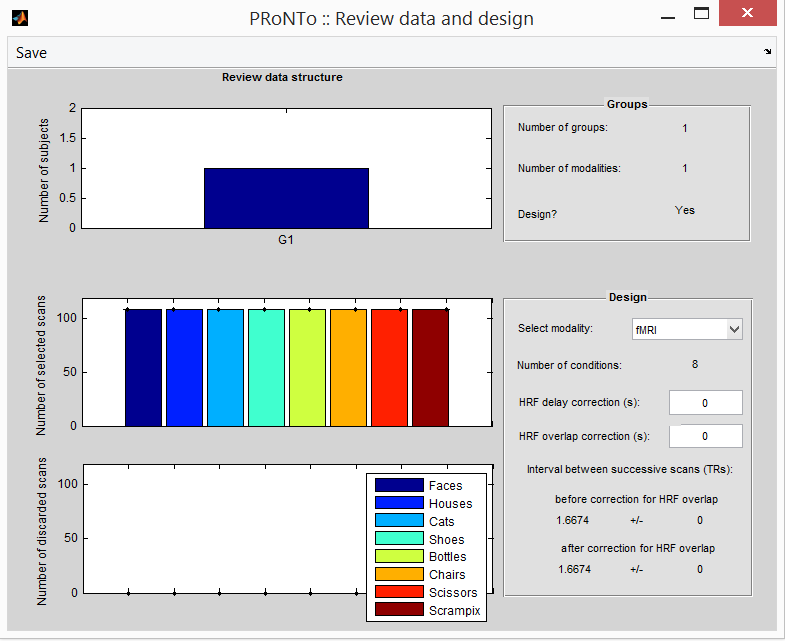 PRoNTo :: Review data and design
Save
Review data structure
Number of subjects
2
1.5
1
0.5
0
G1
Groups
Number of groups: 1
Number of modalities: 1
Design? Yes
Number of selected scans
100
50
0
Number of discarded scans
100
50
0
Faces
Houses
Cats
Shoes
Bottles
Chairs
Scissors
Scrampix
Design
Select modality: fMRI
Number of conditions: 8
HRF delay correction (s): 0
HRF overlap correction (s): 0
Interval between successive scans (TRs):
before correction for HRF overlap
1.6674 +/- 0
after correction for HRF overlap
1.6674 +/- 0